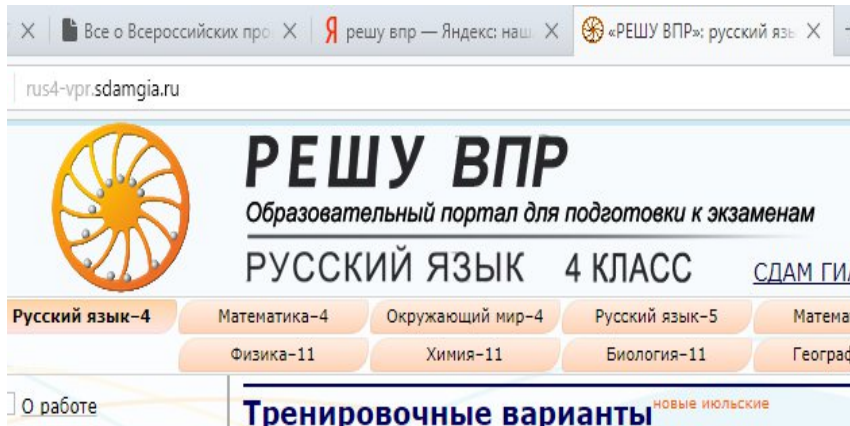 Все о Всероссийских про
Я решу впр — Яндекс: наш
«РЕШУ ВПР»: русский язь
rus4-vpr.sdamgia.ru
РЕШУ ВПР
Образовательный портал для подготовки к экзаменам
РУССКИЙ ЯЗЫК 4 КЛАСС СДАМ ГИА
Русский язык–4 Математика–4 Окружающий мир–4 Русский язык–5 Матема
Физика–11 Химия–11 Биология–11 Географ
О работе
Тренировочные варианты новые июльские